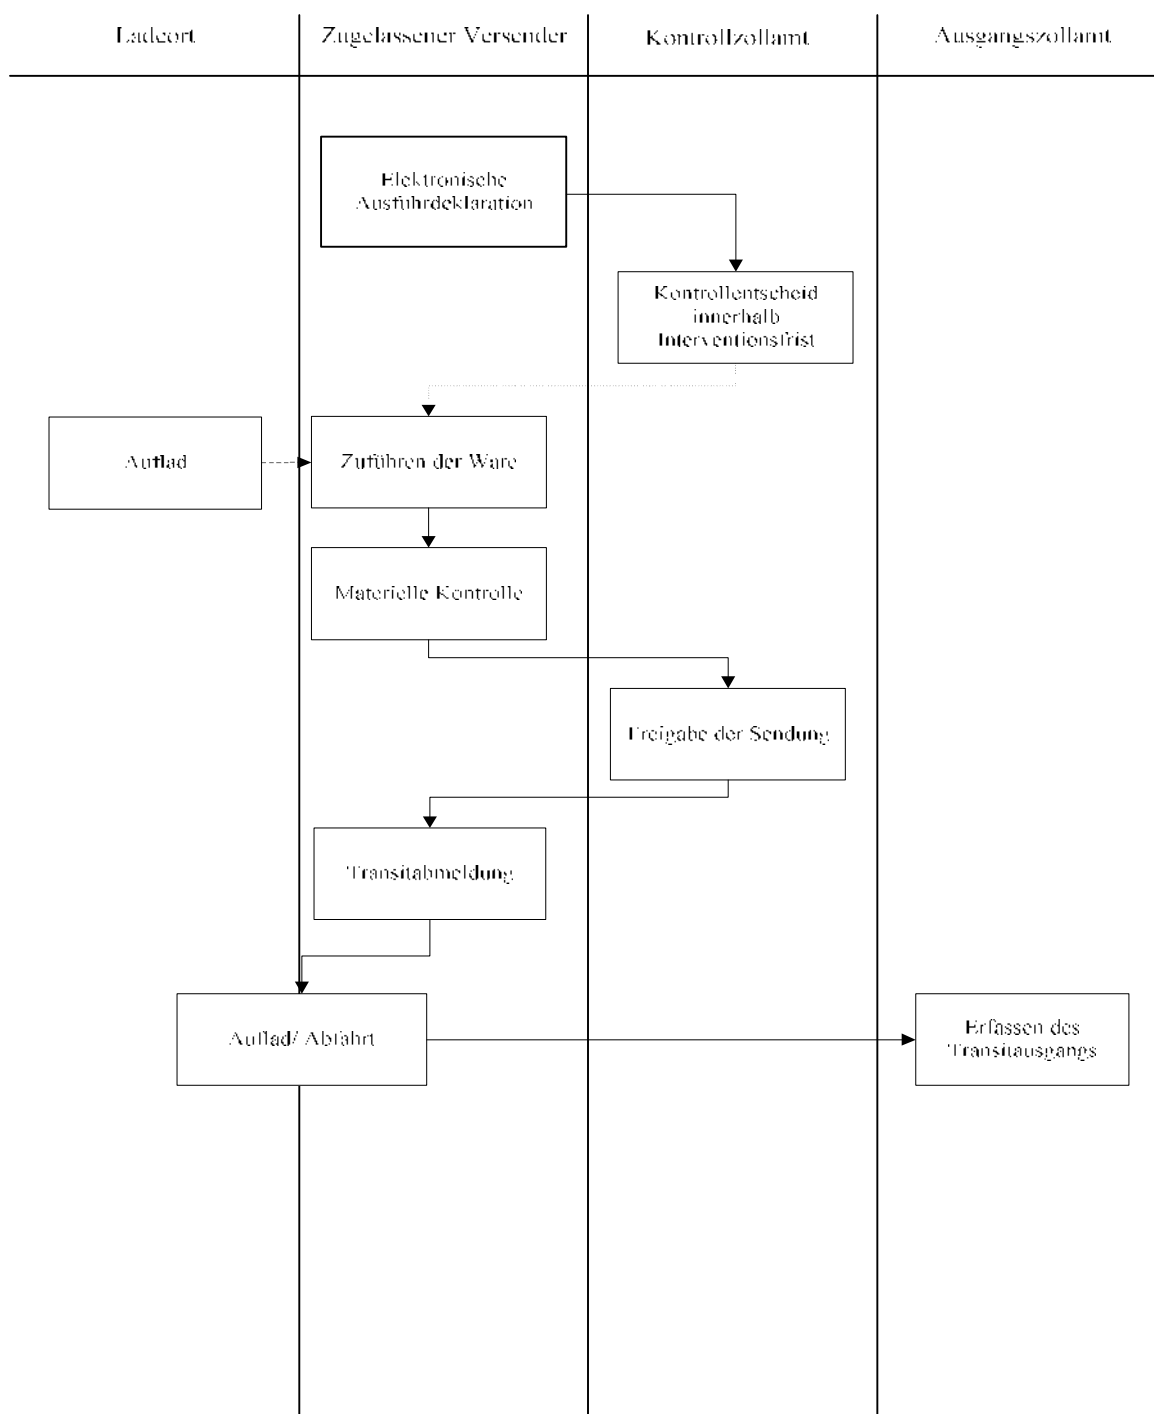 Ladeort
Zugelassener Versender
Kontrollzollamt
Ausgangszollamt
Elektronische
Ausfuhrdeklaration
Kontrollentscheid
innerhalb
Interventionsfrist
Auflad
Zuführen der Ware
Materielle Kontrolle
Freigabe der Sendung
Transitabmeldung
Auflad/ Abfahrt
Erfassen des
Transitausgangs